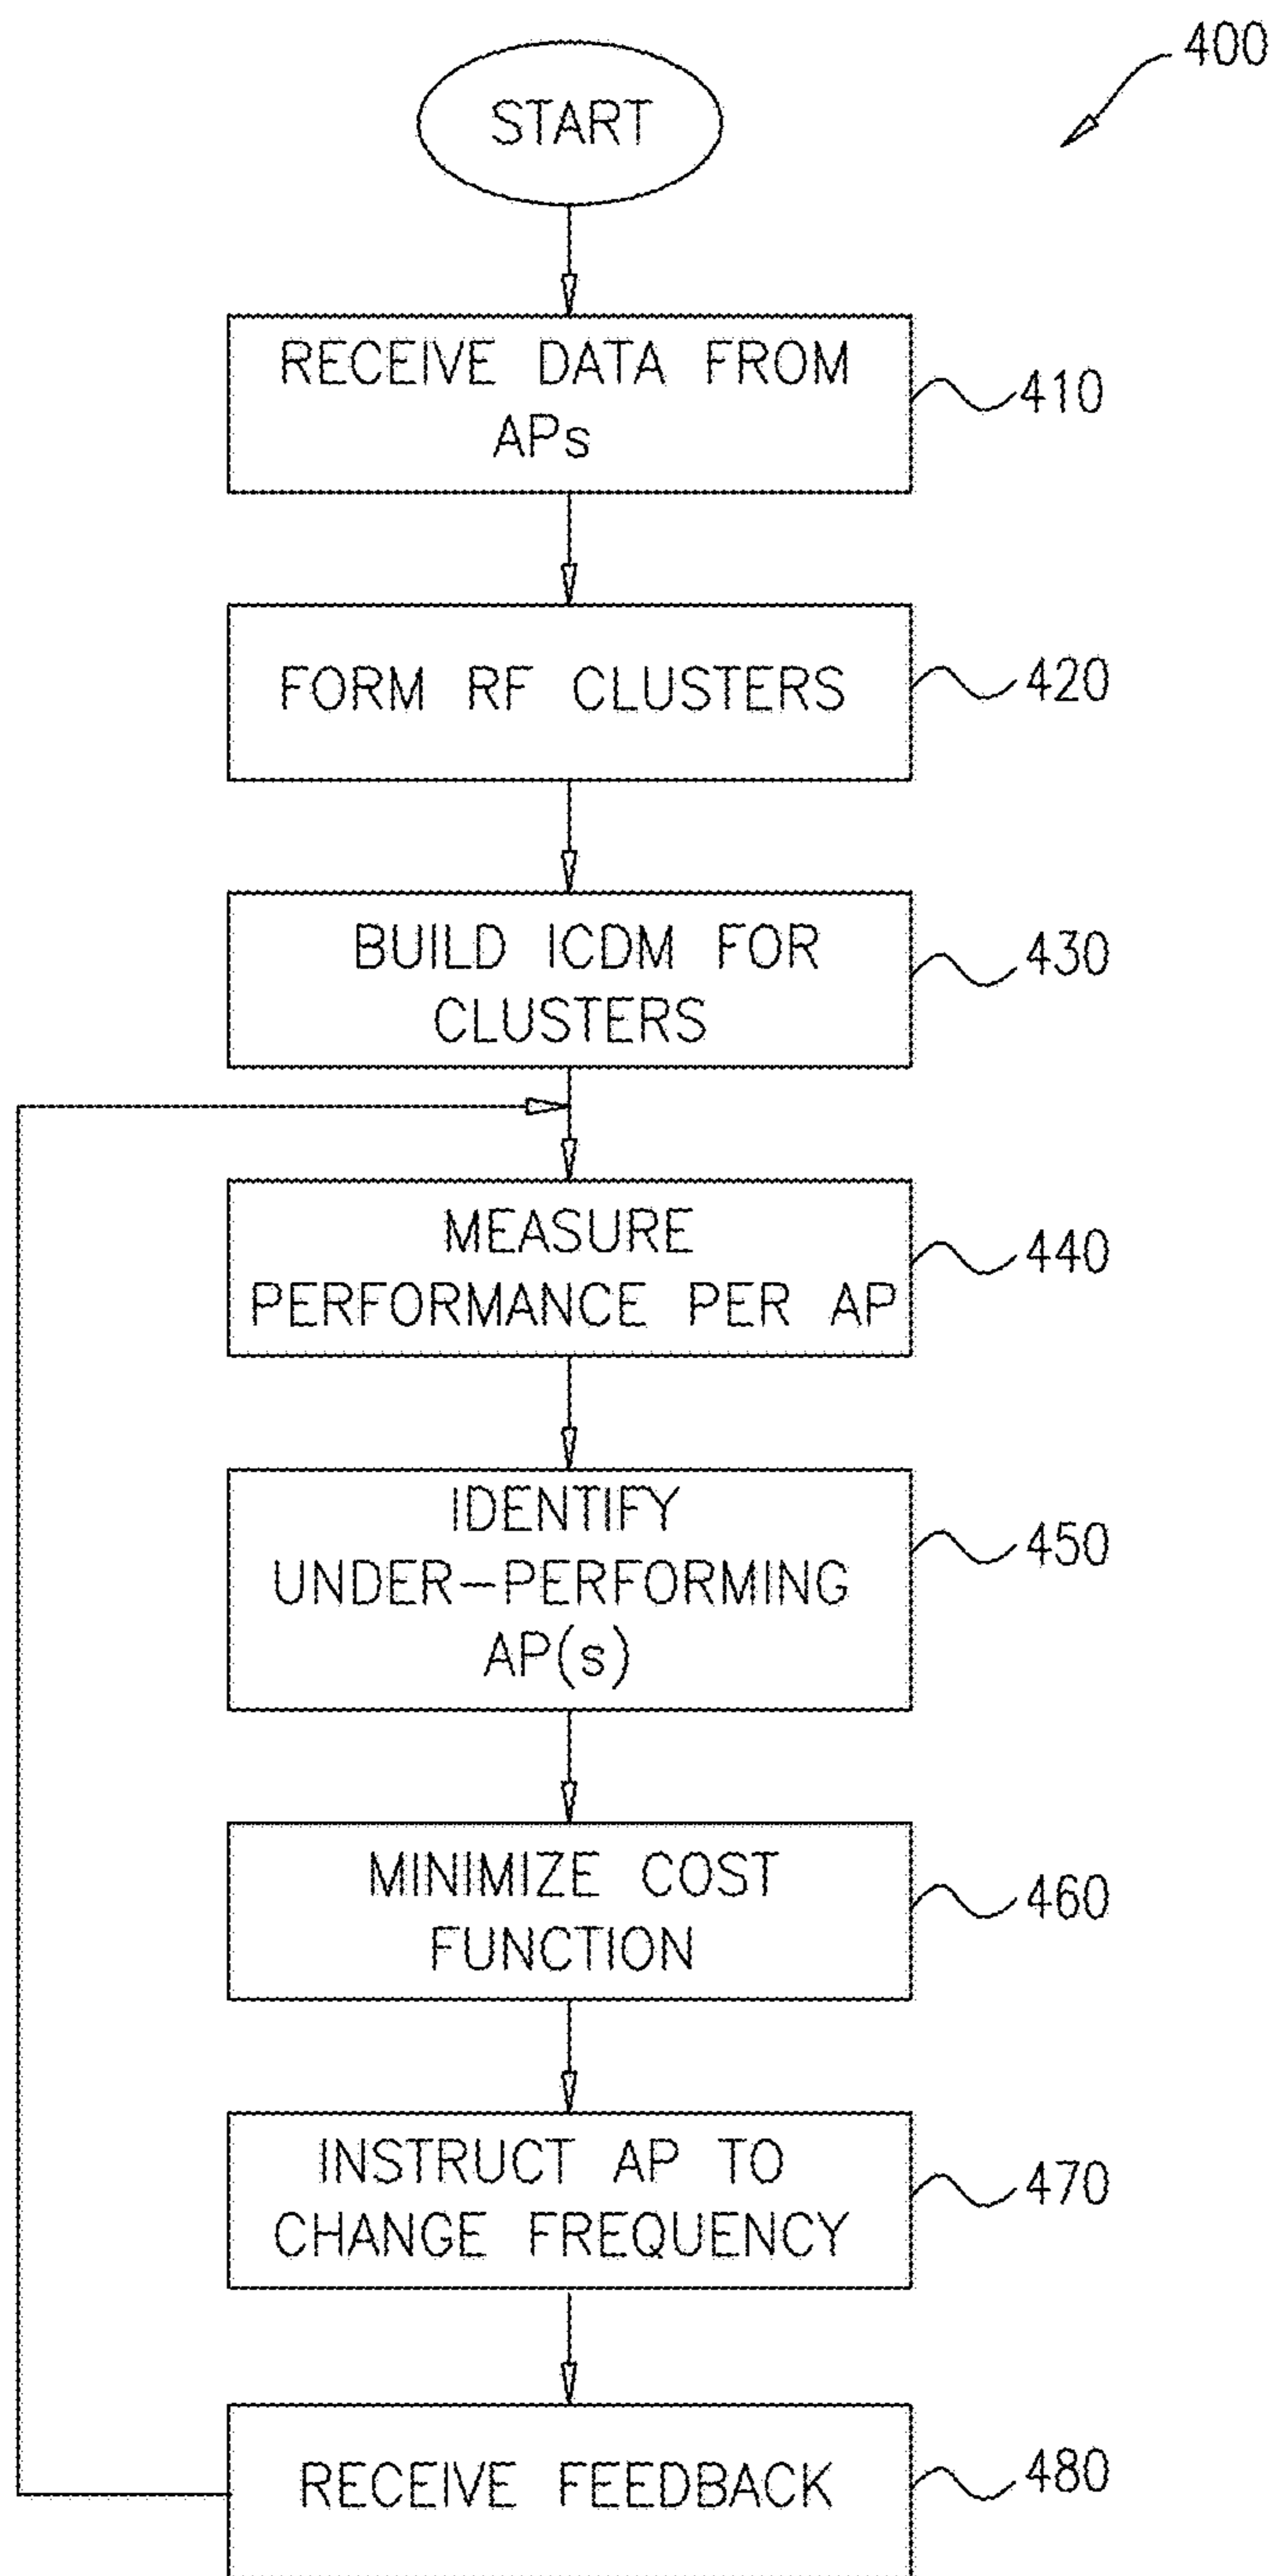 400
START
RECEIVE DATA FROM
APs
410
FORM RF CLUSTERS
420
BUILD ICDM FOR
CLUSTERS
430
MEASURE
PERFORMANCE PER AP
440
IDENTIFY
UNDER-PERFORMING
AP(s)
450
MINIMIZE COST
FUNCTION
460
INSTRUCT AP TO
CHANGE FREQUENCY
470
RECEIVE FEEDBACK
480